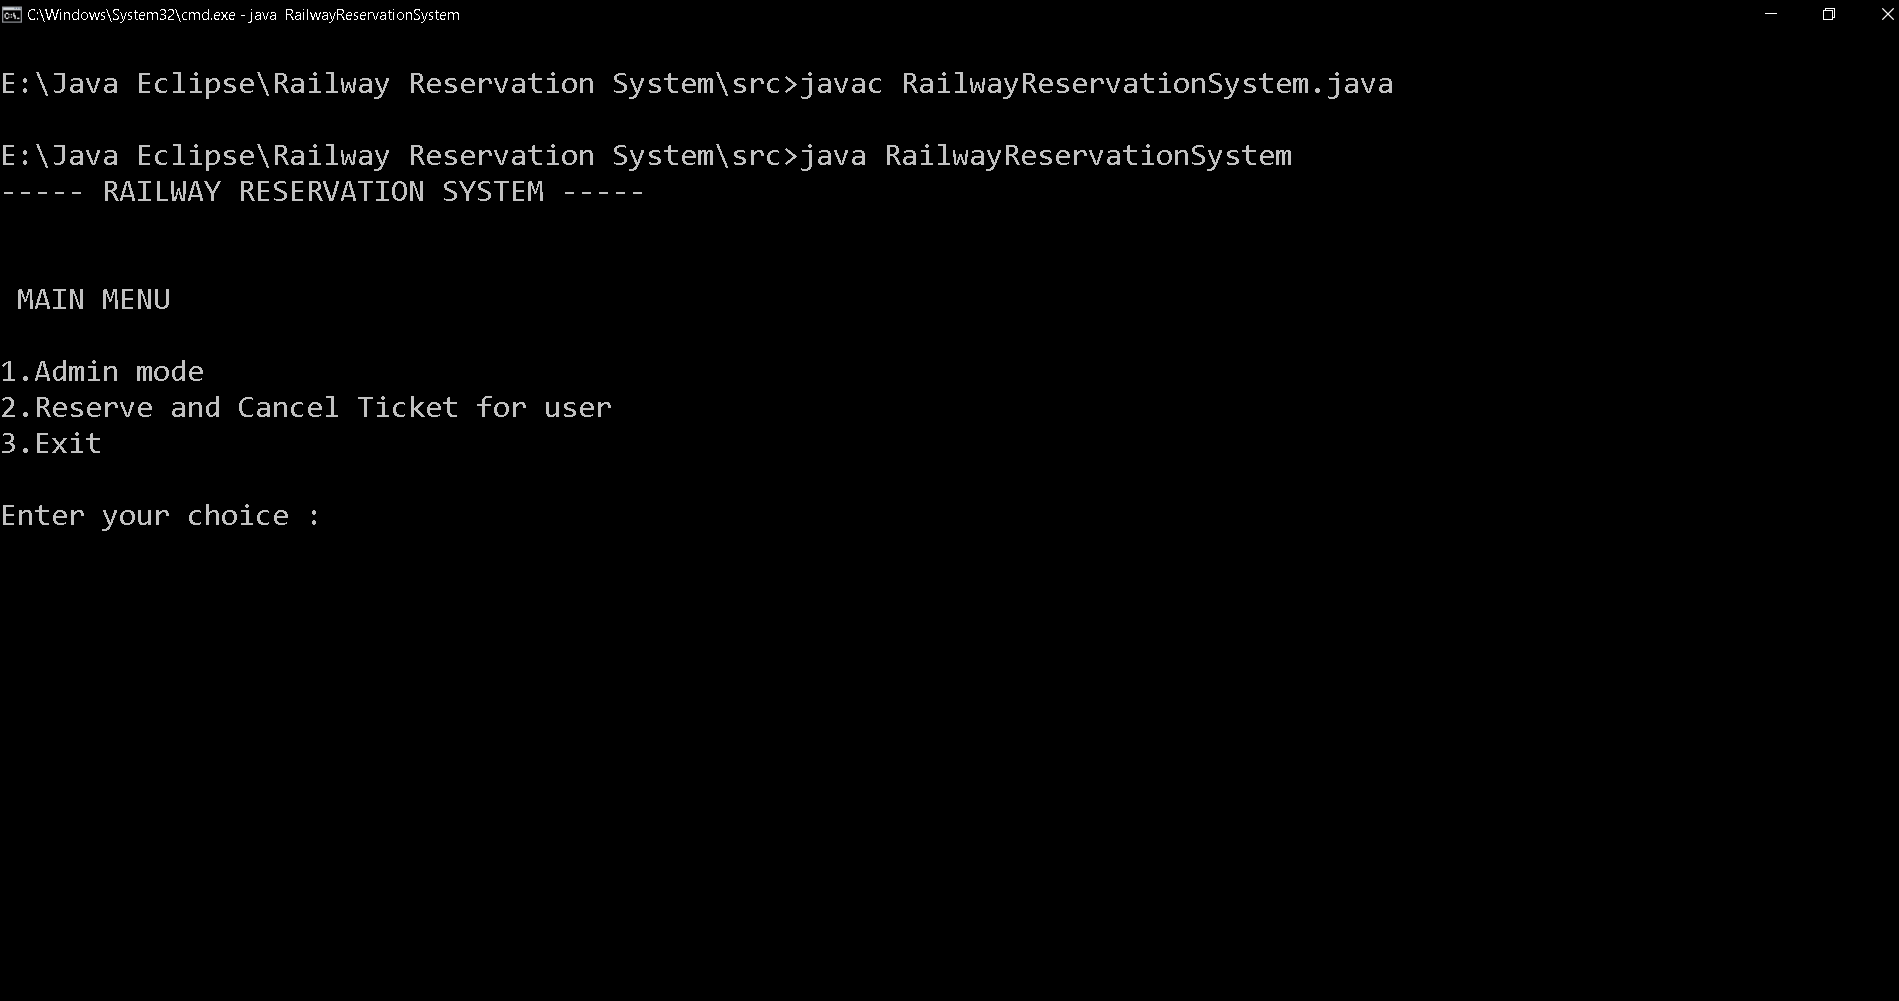 C:\Windows\System32\cmd.exe - java  RailwayReservationSystem
E:\Java Eclipse\Railway Reservation System\src>javac RailwayReservationSystem.java
E:\Java Eclipse\Railway Reservation System\src>java RailwayReservationSystem
----- RAILWAY RESERVATION SYSTEM -----
MAIN MENU
1.Admin mode
2.Reserve and Cancel Ticket for user
3.Exit
Enter your choice :